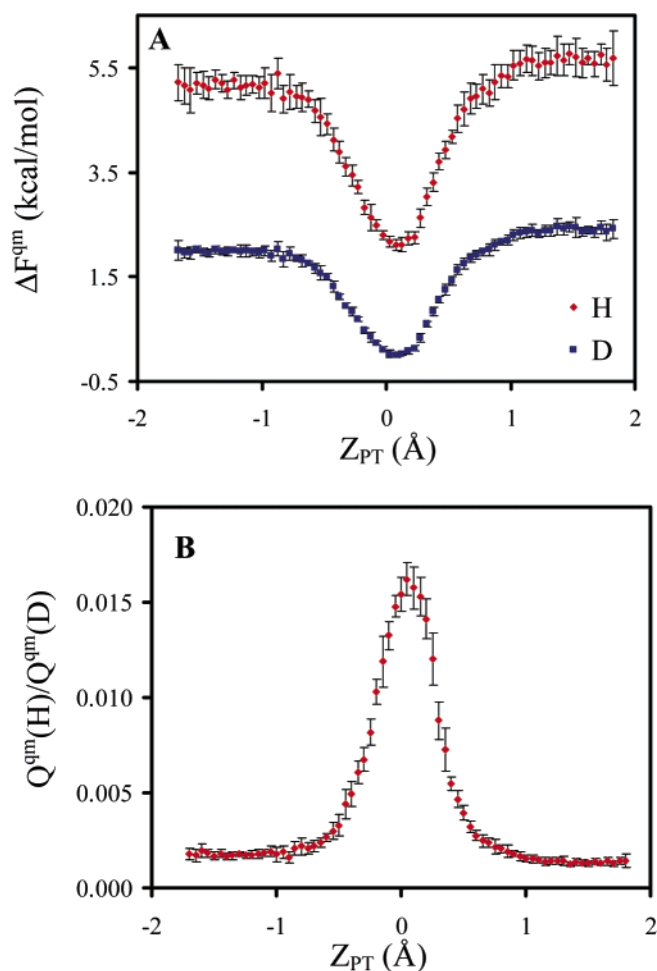 A
ΔF^qm (kcal/mol)
5.5
3.5
1.5
-0.5
H
D
-2
-1
0
1
2
Z_PT (Å)
B
Q^qm(H)/Q^qm(D)
0.020
0.015
0.010
0.005
0.000
-2
-1
0
1
2
Z_PT (Å)